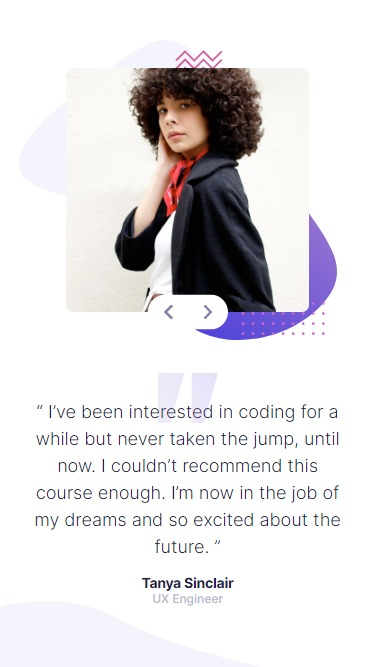 “ I’ve been interested in coding for a
while but never taken the jump, until
now. I couldn’t recommend this
course enough. I’m now in the job of
my dreams and so excited about the
future. ”
Tanya Sinclair
UX Engineer